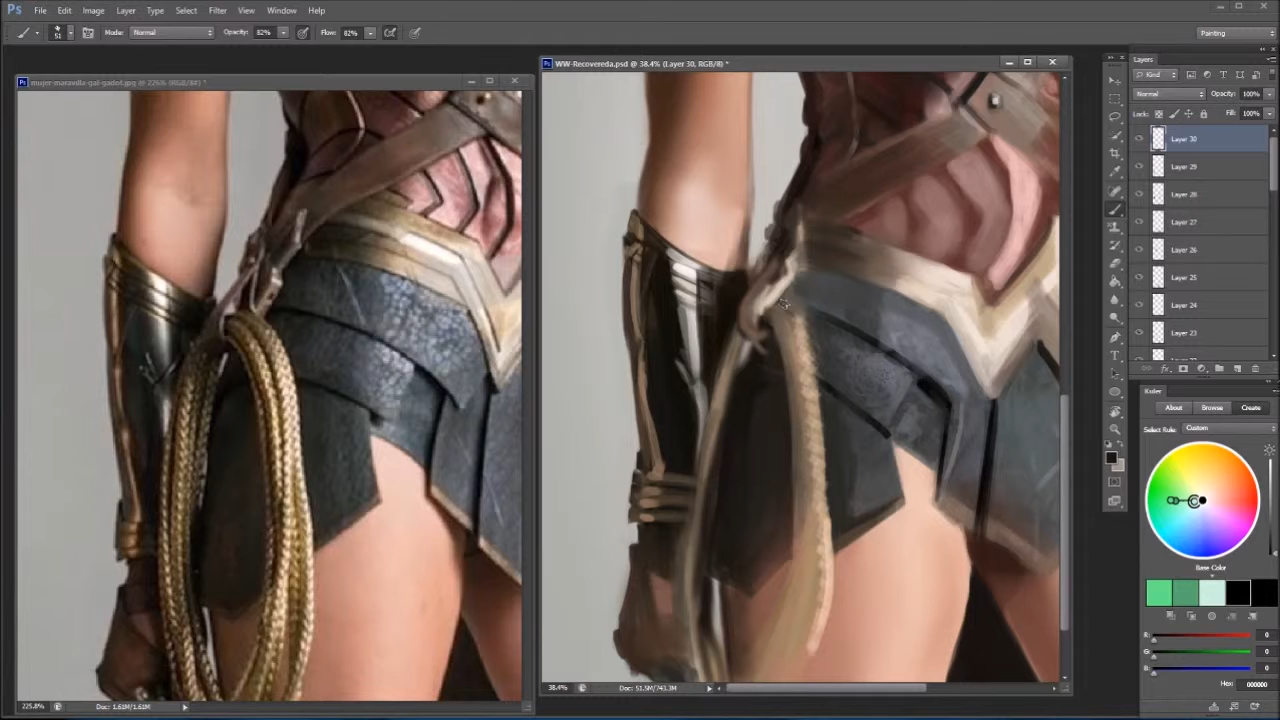 Ps File Edit Image Layer Type Select Filter View Window Help
51 Mode: Normal Opacity: 82% Flow: 82% Painting
mujer-maravilla-gal-gadot.jpg @ 226% (RGB/8#) *
WW-Recovereda.psd @ 38.4% (Layer 30, RGB/8) *
Layers
Kind
Normal Opacity: 100%
Lock: Fill: 100%
Layer 30
Layer 29
Layer 28
Layer 27
Layer 26
Layer 25
Layer 24
Layer 23
Kuler
About Browse Create
Select Rule: Custom
Base Color
R: 0
G: 0
B: 0
Hex: 000000
225.8% Doc: 1.61M/1.61M
38.4% Doc: 51.5M/743.3M